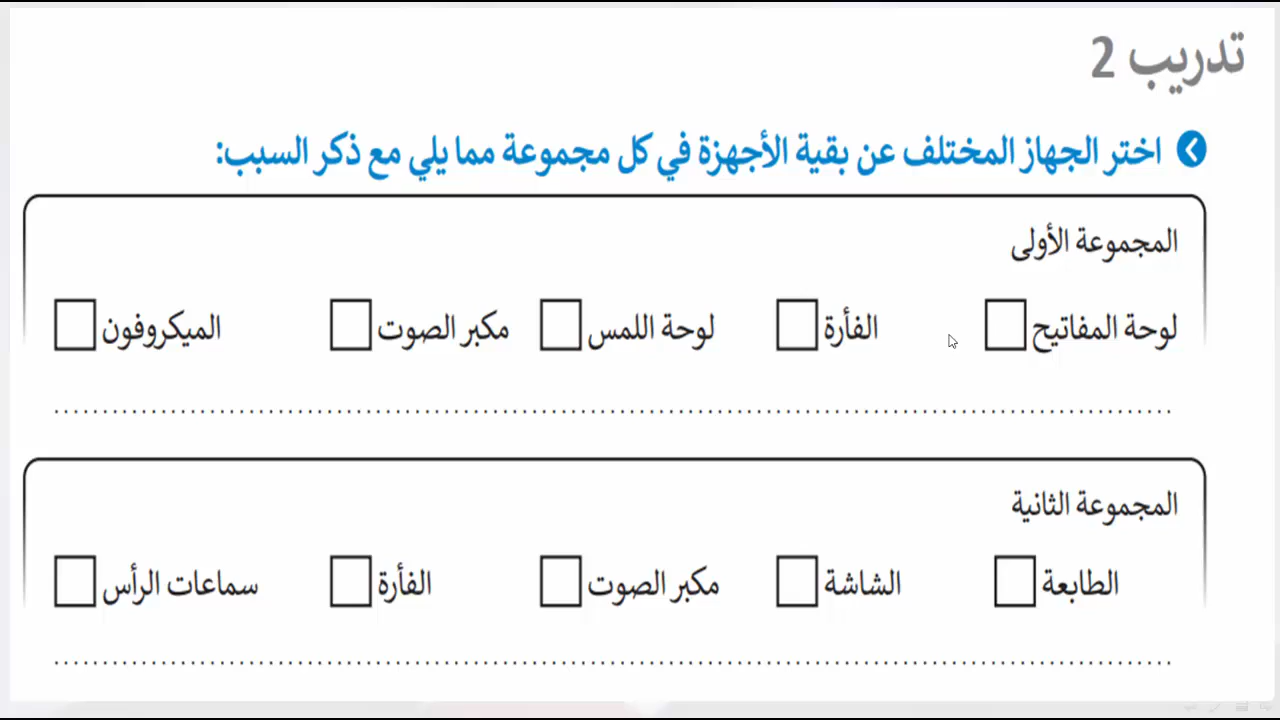 تدريب 2
اختر الجهاز المختلف عن بقية الأجهزة في كل مجموعة مما يلي مع ذكر السبب:
المجموعة الأولى
لوحة المفاتيح الفأرة لوحة اللمس مكبر الصوت الميكروفون
المجموعة الثانية
الطابعة الشاشة مكبر الصوت الفأرة سماعات الرأس